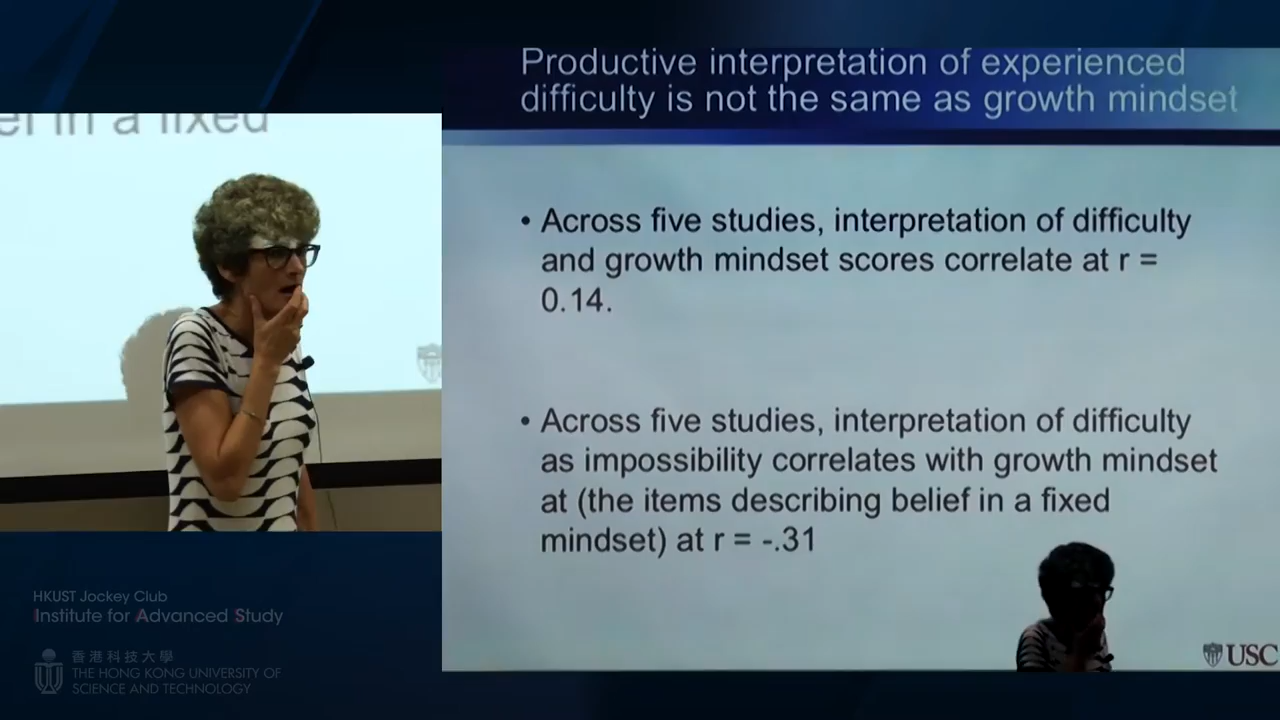 ef in a fixed
Productive interpretation of experienced
difficulty is not the same as growth mindset
• Across five studies, interpretation of difficulty
and growth mindset scores correlate at r =
0.14.
• Across five studies, interpretation of difficulty
as impossibility correlates with growth mindset
at (the items describing belief in a fixed
mindset) at r = -.31
USC
HKUST Jockey Club
Institute for Advanced Study
香港科技大學
THE HONG KONG UNIVERSITY OF
SCIENCE AND TECHNOLOGY